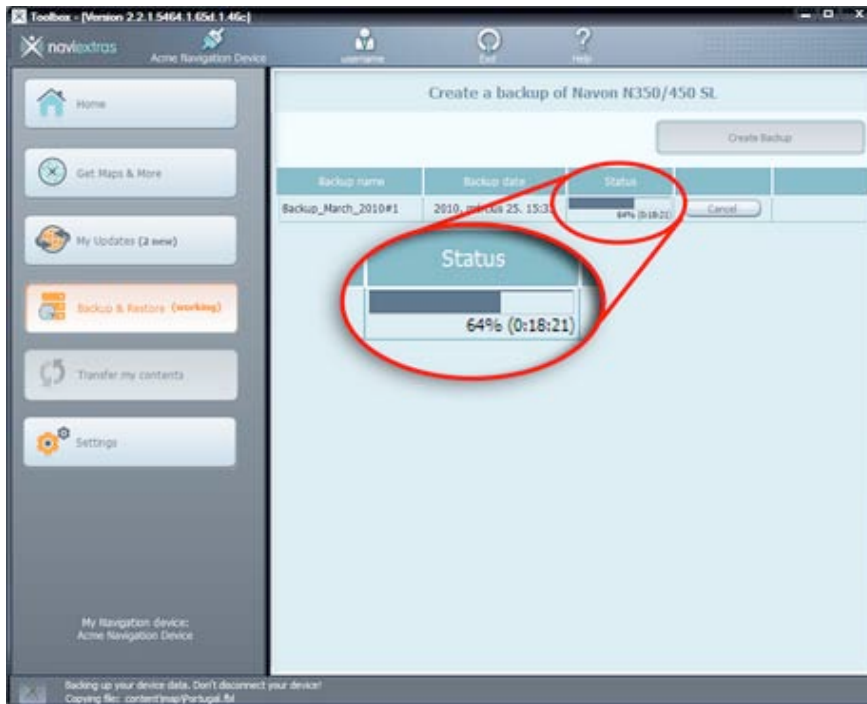 Toolbox - [Version 2.2.1.5464.1.65d.1.46c]
naviextras
Acme Navigation Device
username
Exit
Help
Home
Get Maps & More
My Updates (2 new)
Backup & Restore (working)
Transfer my contents
Settings
My Navigation device:
Acme Navigation Device
Create a backup of Navon N350/450 SL
Create Backup
Backup name Backup date Status
Backup_March_2010#1 2010. március 25. 15:3 64% (0:18:21) Cancel
Status
64% (0:18:21)
Backing up your device data. Don't disconnect your device!
Copying file: content\map\Portugal.fbl